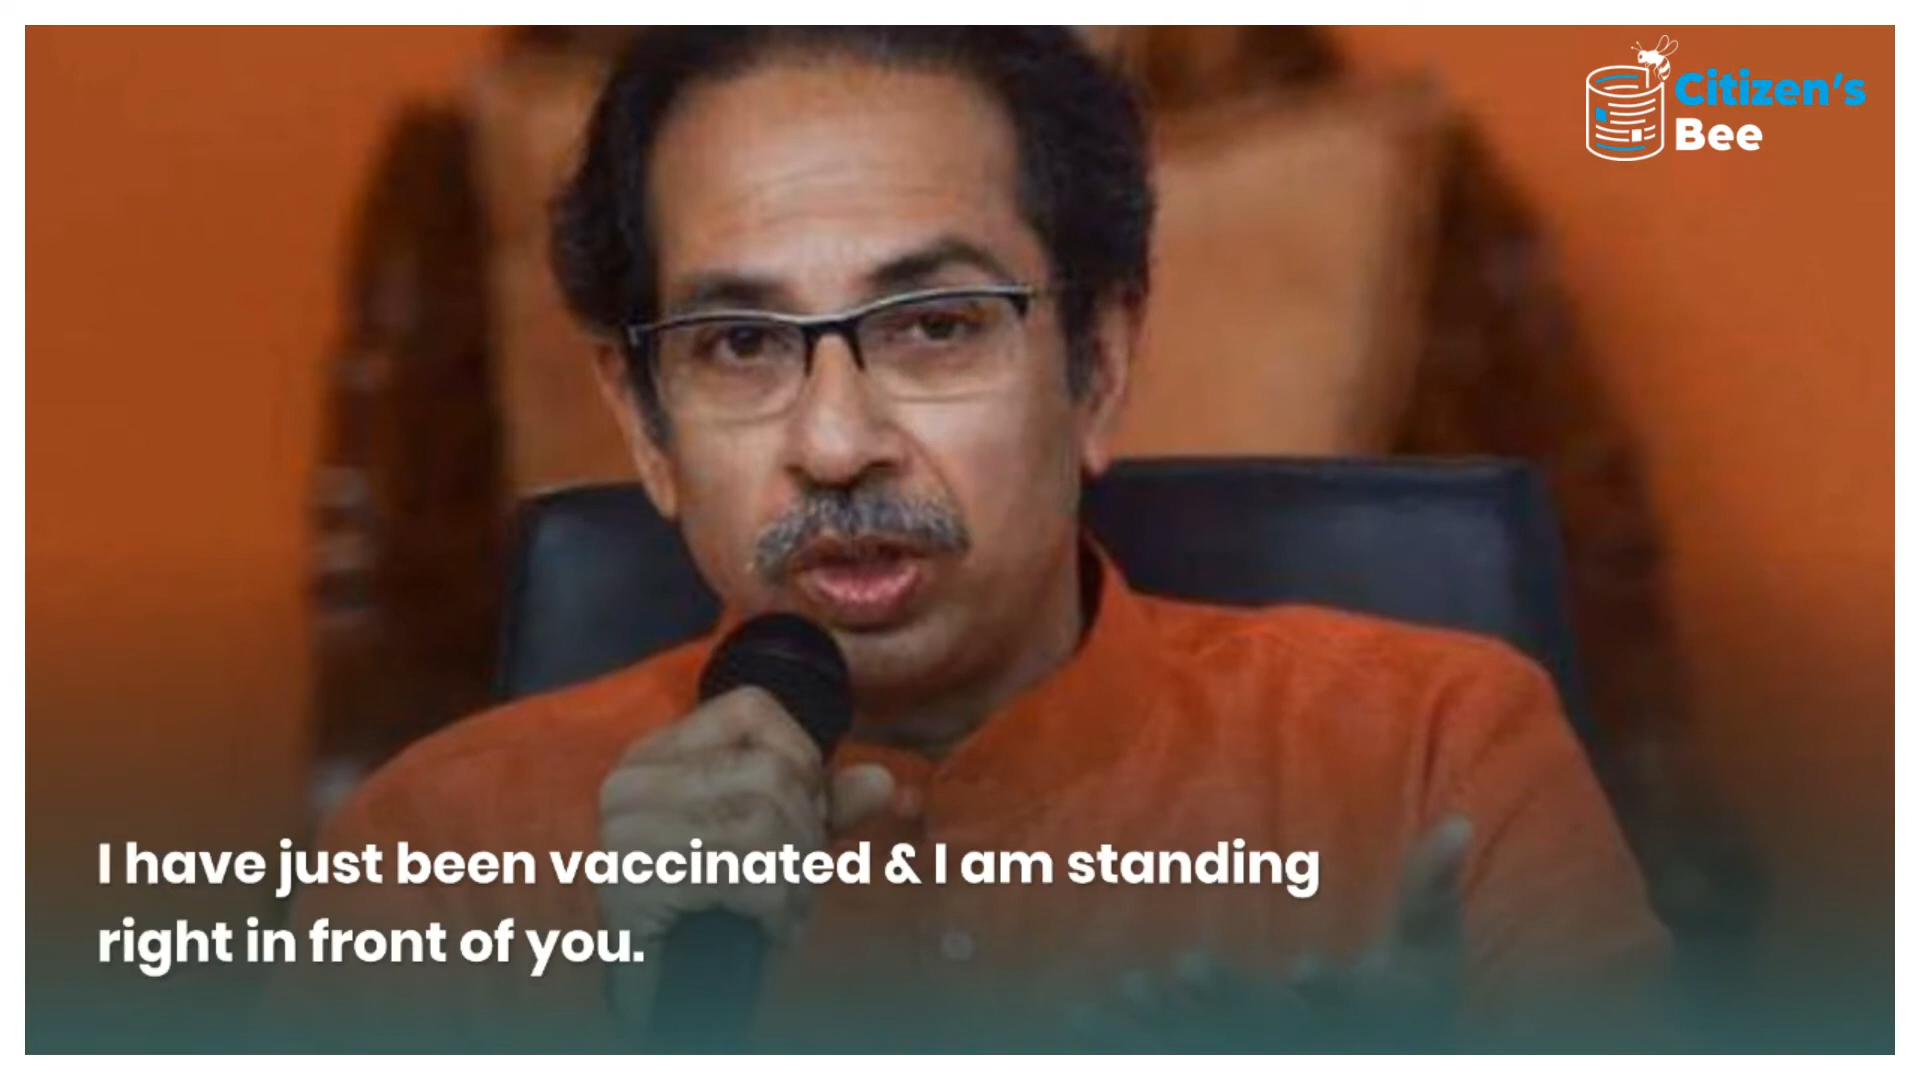 Citizen's
Bee
I have just been vaccinated & I am standing
right in front of you.